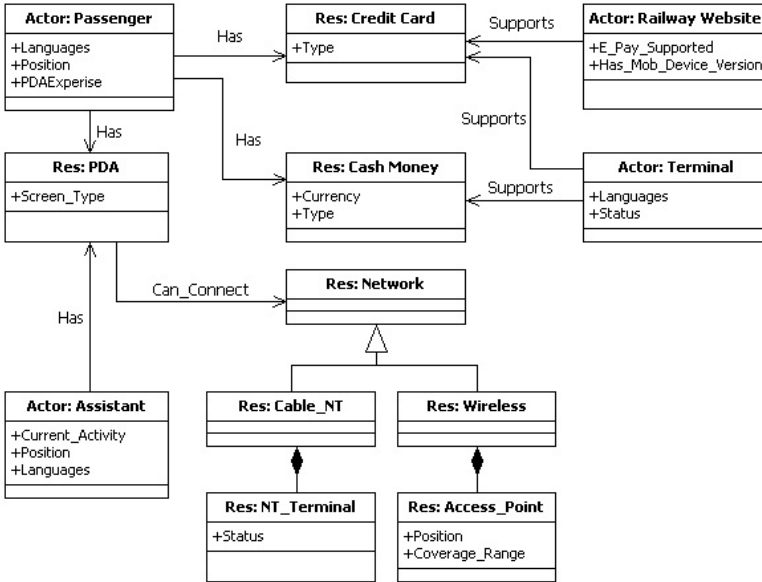 Actor: Passenger
+Languages
+Position
+PDAExperise
Has
Res: Credit Card
+Type
Supports
Actor: Railway Website
+E_Pay_Supported
+Has_Mob_Device_Version
Has
Has
Supports
Res: PDA
+Screen_Type
Res: Cash Money
+Currency
+Type
Supports
Actor: Terminal
+Languages
+Status
Can_Connect
Res: Network
Has
Actor: Assistant
+Current_Activity
+Position
+Languages
Res: Cable_NT
Res: Wireless
Res: NT_Terminal
+Status
Res: Access_Point
+Position
+Coverage_Range